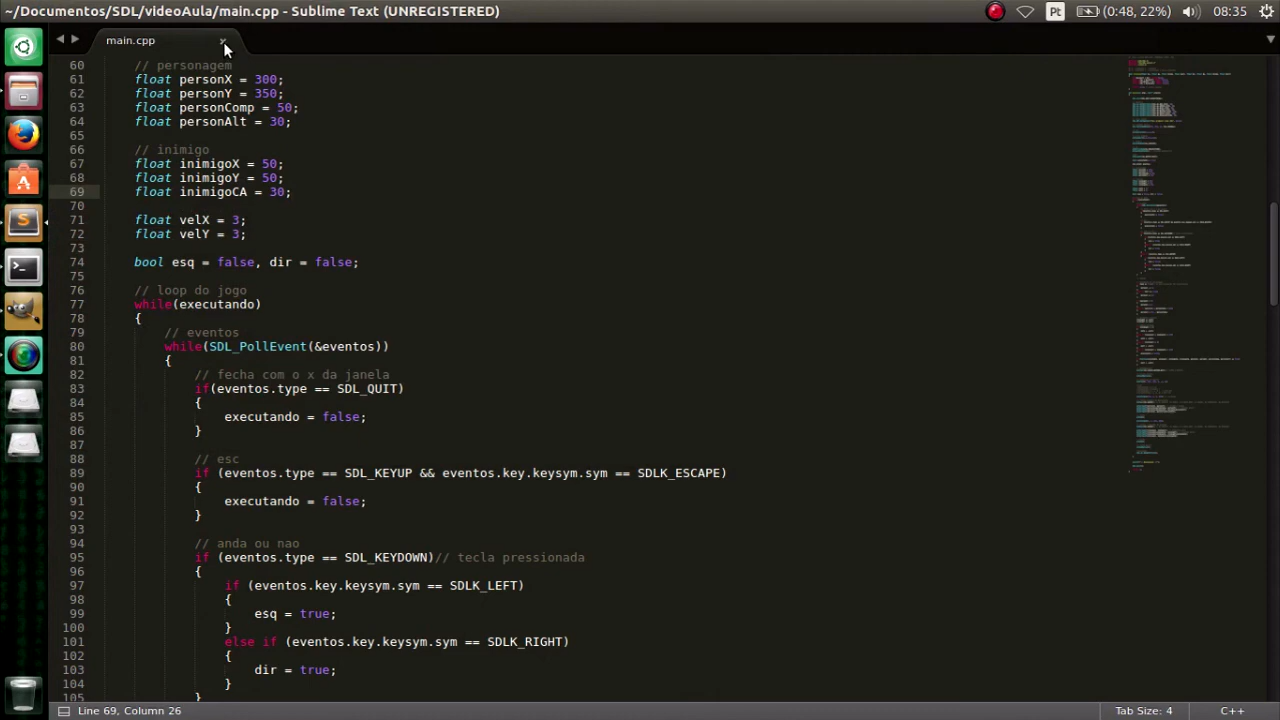 ~/Documentos/SDL/videoAula/main.cpp - Sublime Text (UNREGISTERED)
Pt
(0:48, 22%)
08:35
main.cpp
60 // personagem
61 float personX = 300;
62 float personY = 350;
63 float personComp = 50;
64 float personAlt = 30;
65
66 // inimigo
67 float inimigoX = 50;
68 float inimigoY = 50;
69 float inimigoCA = 30;
70
71 float velX = 3;
72 float velY = 3;
73
74 bool esq = false, dir = false;
75
76 // loop do jogo
77 while(executando)
78 {
79 // eventos
80 while(SDL_PollEvent(&eventos))
81 {
82 // fecha com o x da janela
83 if(eventos.type == SDL_QUIT)
84 {
85 executando = false;
86 }
87
88 // esc
89 if (eventos.type == SDL_KEYUP && eventos.key.keysym.sym == SDLK_ESCAPE)
90 {
91 executando = false;
92 }
93
94 // anda ou nao
95 if (eventos.type == SDL_KEYDOWN)// tecla pressionada
96 {
97 if (eventos.key.keysym.sym == SDLK_LEFT)
98 {
99 esq = true;
100 }
101 else if (eventos.key.keysym.sym == SDLK_RIGHT)
102 {
103 dir = true;
104 }
105 }
Line 69, Column 26
Tab Size: 4
C++